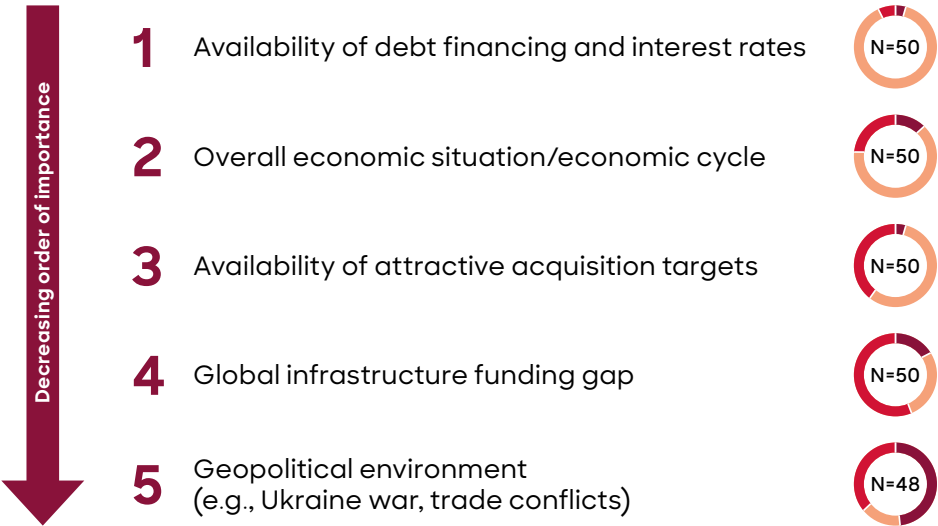 Decreasing order of importance
1 Availability of debt financing and interest rates N=50
2 Overall economic situation/economic cycle N=50
3 Availability of attractive acquisition targets N=50
4 Global infrastructure funding gap N=50
5 Geopolitical environment
(e.g., Ukraine war, trade conflicts) N=48